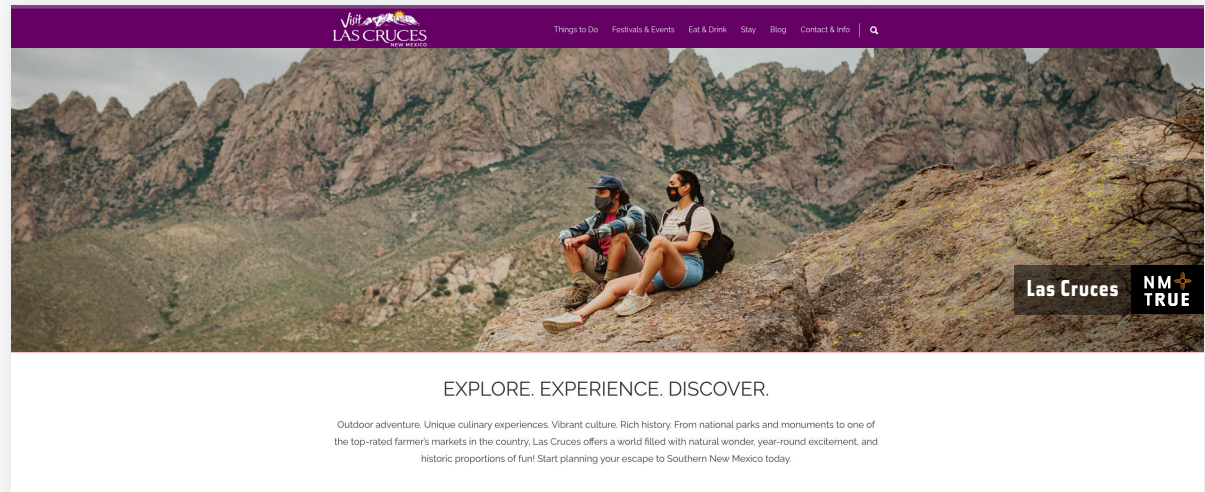 Visit
LAS CRUCES
NEW MEXICO
Things to Do Festivals & Events Eat & Drink Stay Blog Contact & Info
Las Cruces
NM
TRUE
EXPLORE. EXPERIENCE. DISCOVER.
Outdoor adventure. Unique culinary experiences. Vibrant culture. Rich history. From national parks and monuments to one of
the top-rated farmer's markets in the country, Las Cruces offers a world filled with natural wonder, year-round excitement, and
historic proportions of fun! Start planning your escape to Southern New Mexico today.